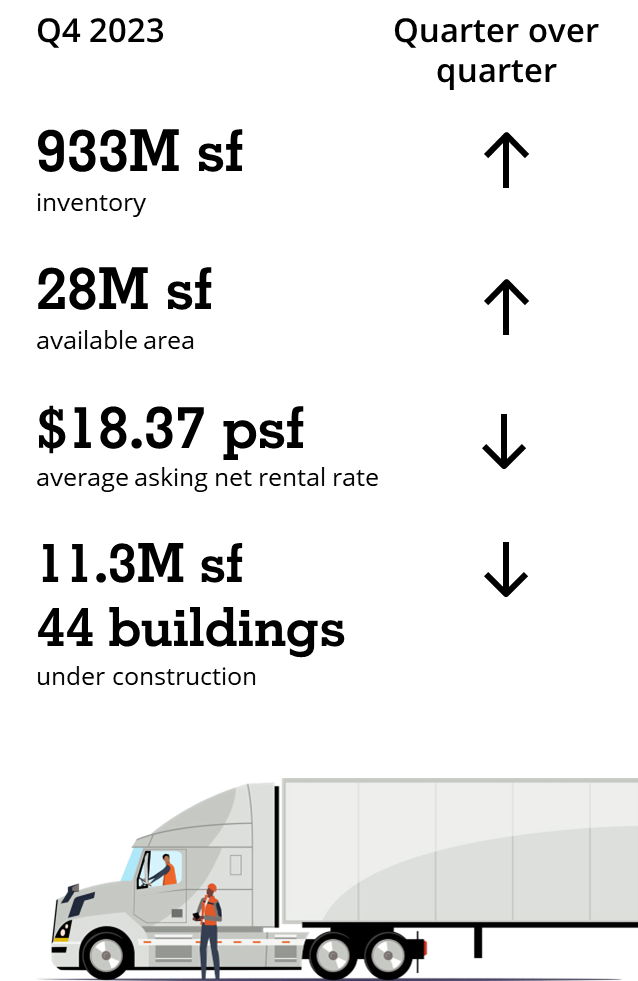 Q4 2023
Quarter over
quarter
933M sf
inventory
28M sf
available area
$18.37 psf
average asking net rental rate
11.3M sf
44 buildings
under construction